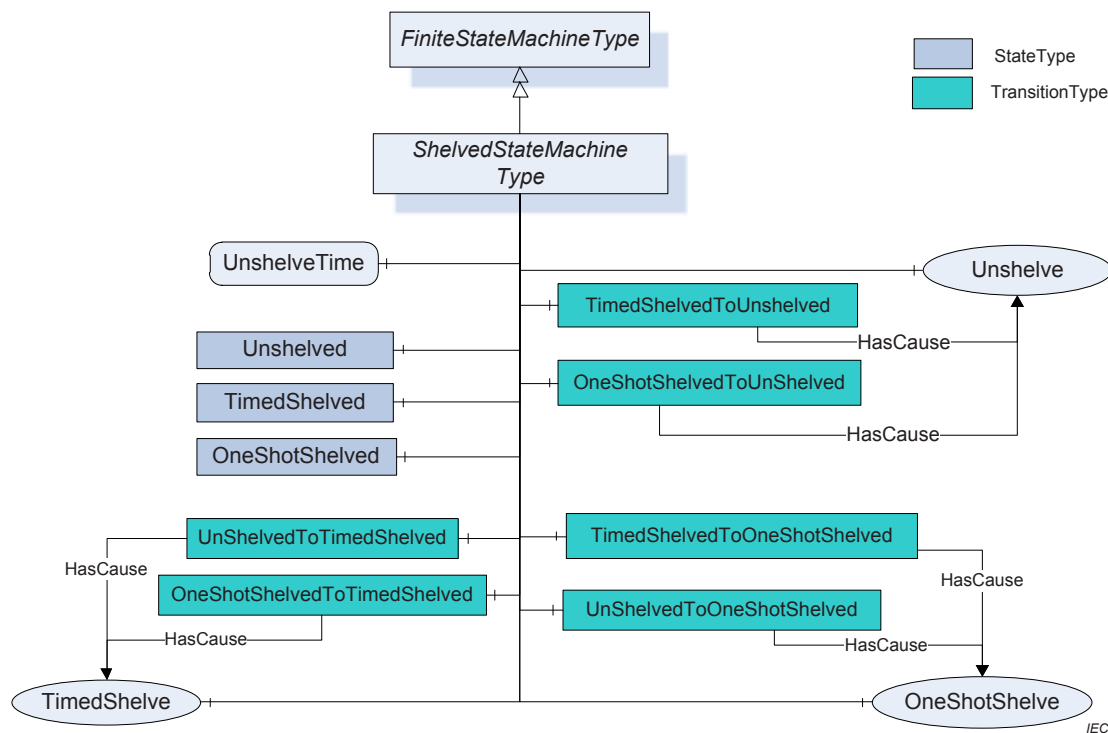 FiniteStateMachineType
StateType
TransitionType
ShelvedStateMachine
Type
UnshelveTime
Unshelve
TimedShelvedToUnshelved
HasCause
Unshelved
OneShotShelvedToUnShelved
HasCause
TimedShelved
OneShotShelved
UnShelvedToTimedShelved
TimedShelvedToOneShotShelved
HasCause
HasCause
OneShotShelvedToTimedShelved
UnShelvedToOneShotShelved
HasCause
HasCause
TimedShelve
OneShotShelve
IEC